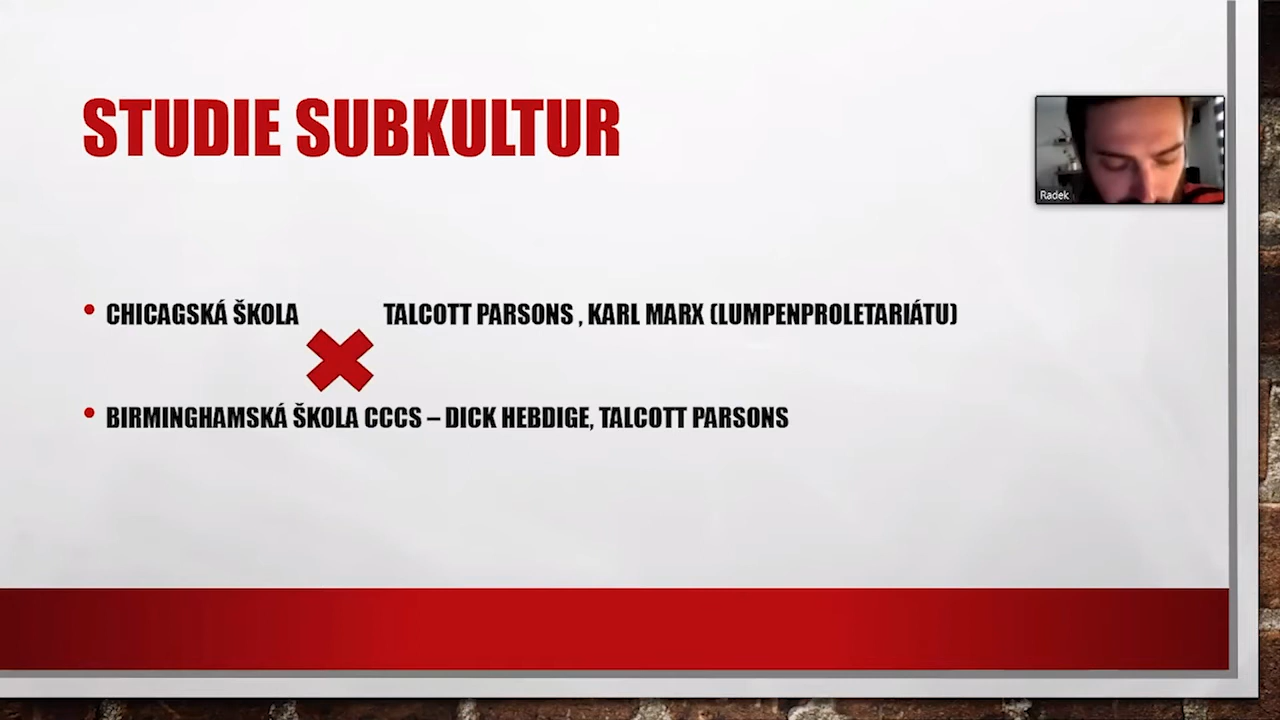 STUDIE SUBKULTUR
Radek
• CHICAGSKÁ ŠKOLA TALCOTT PARSONS , KARL MARX (LUMPENPROLETARIÁTU)
• BIRMINGHAMSKÁ ŠKOLA CCCS – DICK HEBDIGE, TALCOTT PARSONS